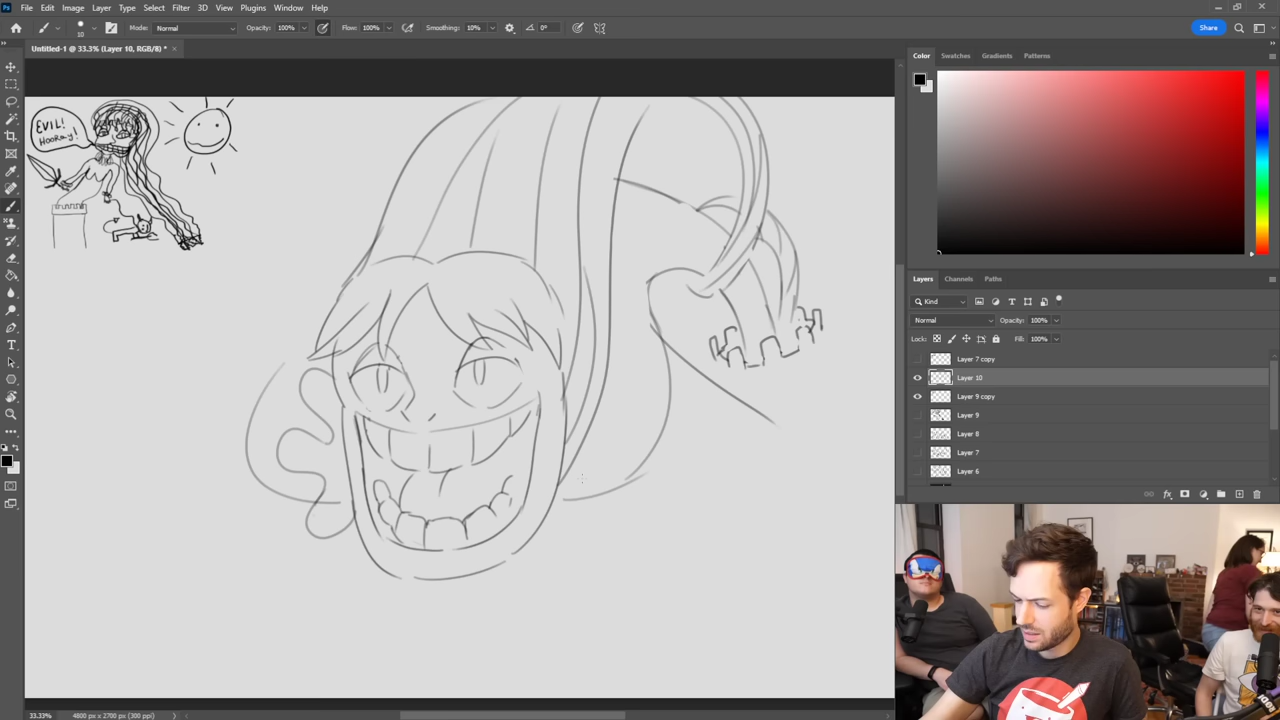 File Edit Image Layer Type Select Filter 3D View Plugins Window Help
10 Mode: Normal Opacity: 100% Flow: 100% Smoothing: 10% 0° Share
Untitled-1 @ 33.3% (Layer 10, RGB/8) *
EVIL!
HOORAY!
Color Swatches Gradients Patterns
Layers Channels Paths
Kind
Normal Opacity: 100%
Lock: Fill: 100%
Layer 7 copy
Layer 10
Layer 9 copy
Layer 9
Layer 8
Layer 7
Layer 6
33.33% 4800 px x 2700 px (300 ppi)